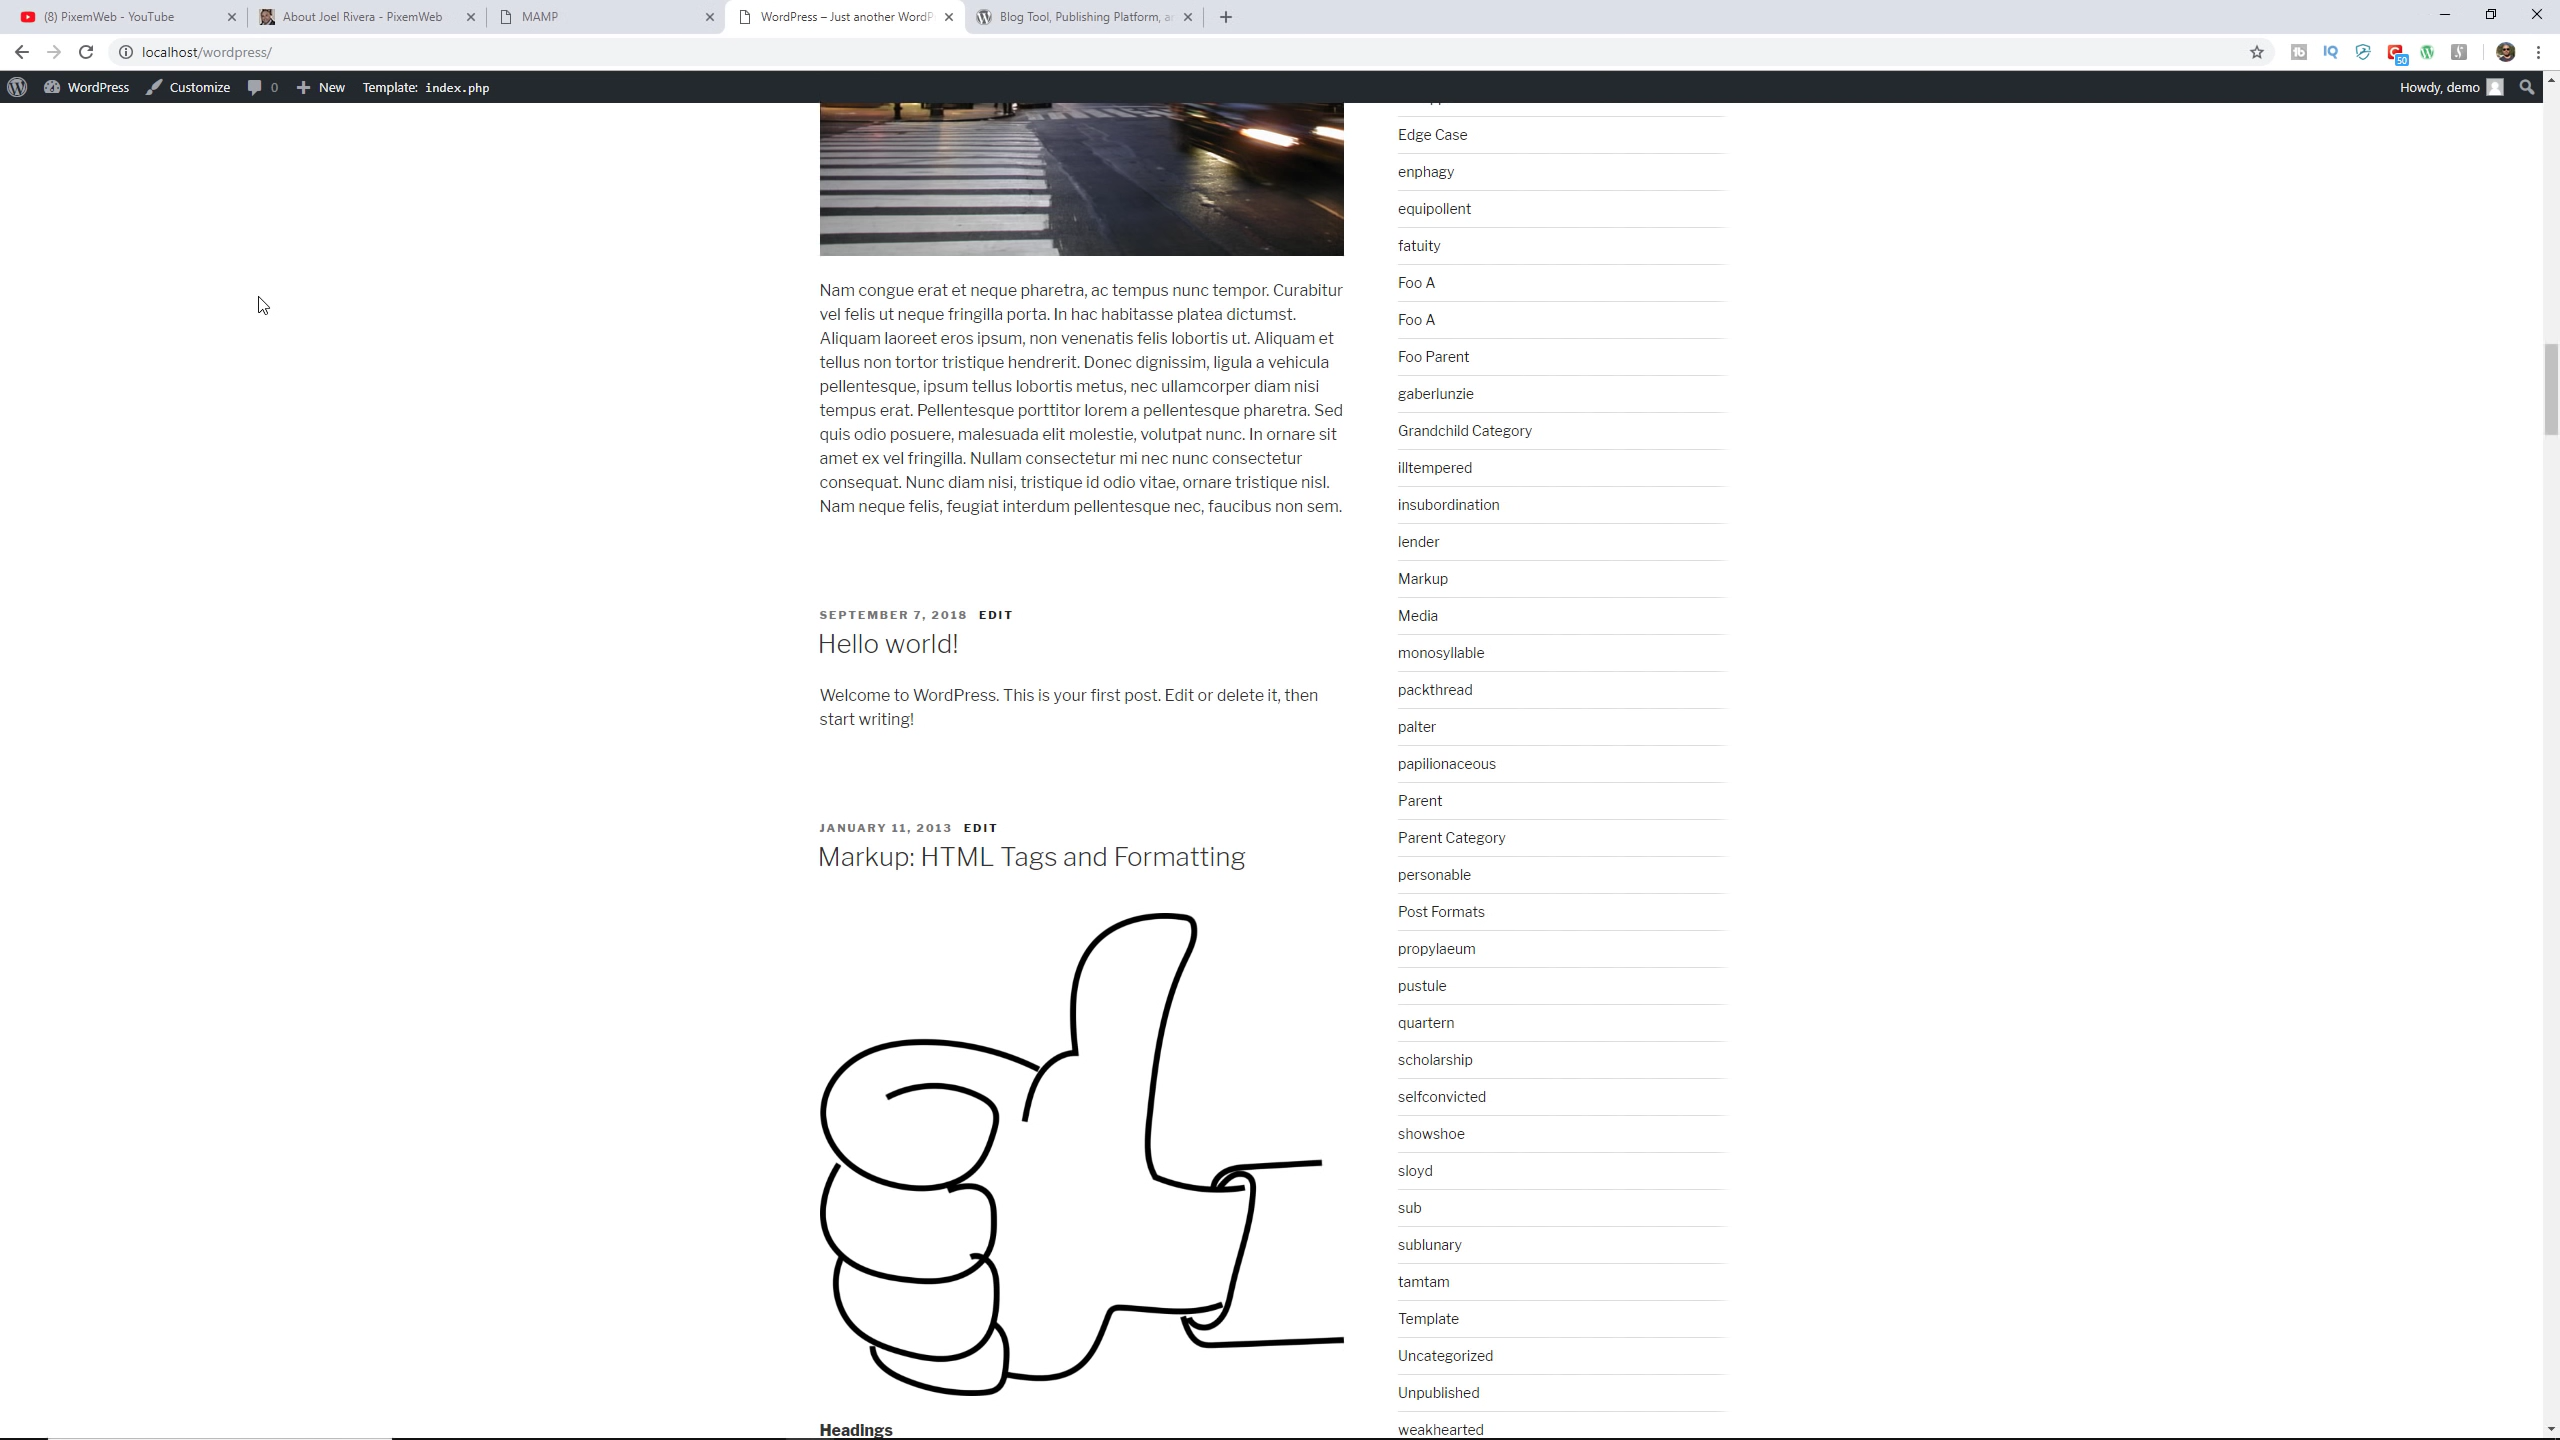 (8) PixemWeb - YouTube
About Joel Rivera - PixemWeb
MAMP
WordPress – Just another WordP
Blog Tool, Publishing Platform, a
localhost/wordpress/
50
WordPress
Customize
0
New
Template: index.php
Howdy, demo
Nam congue erat et neque pharetra, ac tempus nunc tempor. Curabitur
vel felis ut neque fringilla porta. In hac habitasse platea dictumst.
Aliquam laoreet eros ipsum, non venenatis felis lobortis ut. Aliquam et
tellus non tortor tristique hendrerit. Donec dignissim, ligula a vehicula
pellentesque, ipsum tellus lobortis metus, nec ullamcorper diam nisi
tempus erat. Pellentesque porttitor lorem a pellentesque pharetra. Sed
quis odio posuere, malesuada elit molestie, volutpat nunc. In ornare sit
amet ex vel fringilla. Nullam consectetur mi nec nunc consectetur
consequat. Nunc diam nisi, tristique id odio vitae, ornare tristique nisl.
Nam neque felis, feugiat interdum pellentesque nec, faucibus non sem.
SEPTEMBER 7, 2018 EDIT
Hello world!
Welcome to WordPress. This is your first post. Edit or delete it, then
start writing!
JANUARY 11, 2013 EDIT
Markup: HTML Tags and Formatting
Headings
Edge Case
enphagy
equipollent
fatuity
Foo A
Foo A
Foo Parent
gaberlunzie
Grandchild Category
illtempered
insubordination
lender
Markup
Media
monosyllable
packthread
palter
papilionaceous
Parent
Parent Category
personable
Post Formats
propylaeum
pustule
quartern
scholarship
selfconvicted
showshoe
sloyd
sub
sublunary
tamtam
Template
Uncategorized
Unpublished
weakhearted